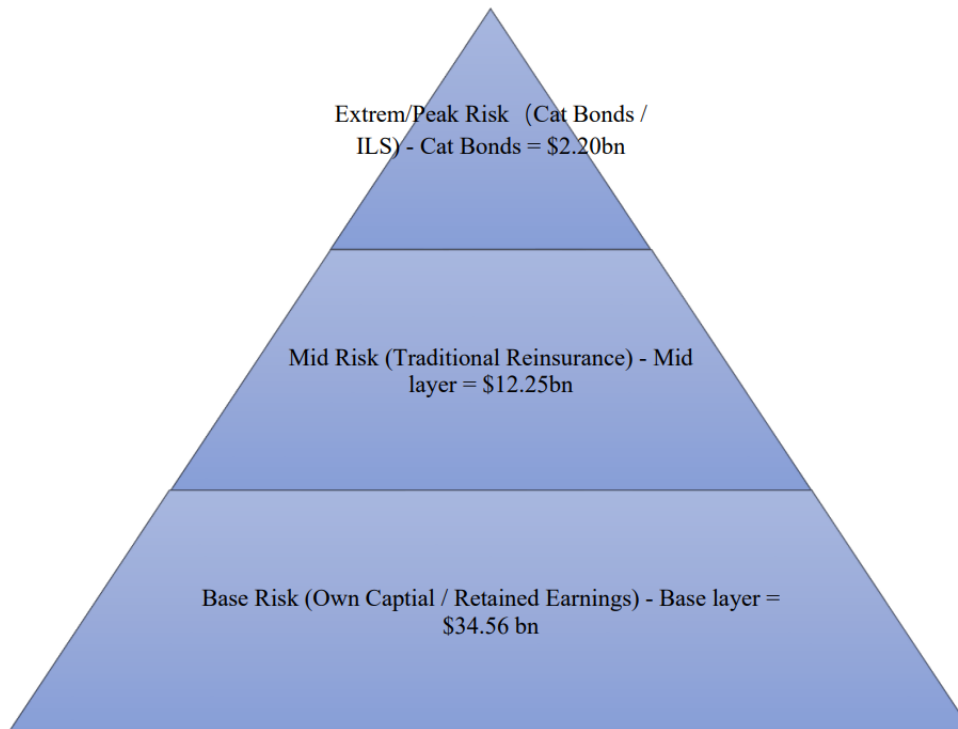 Extrem/Peak Risk（Cat Bonds /
ILS) - Cat Bonds = $2.20bn
Mid Risk (Traditional Reinsurance) - Mid
layer = $12.25bn
Base Risk (Own Captial / Retained Earnings) - Base layer =
$34.56 bn